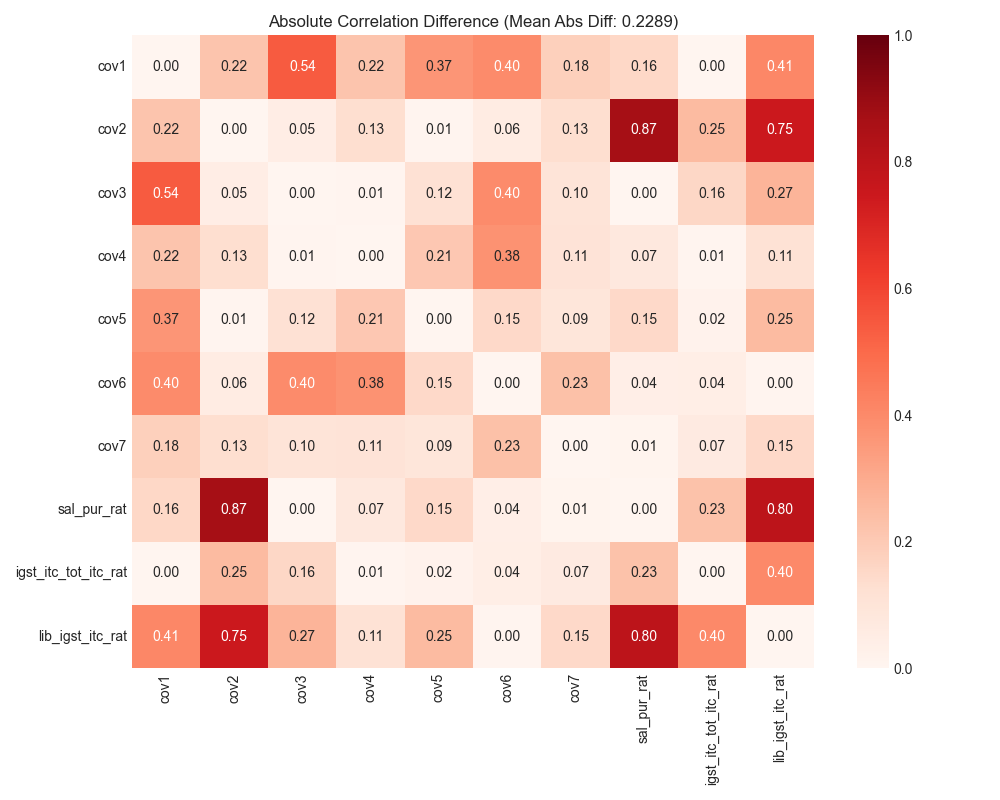 Absolute Correlation Difference (Mean Abs Diff: 0.2289)
cov1 0.00 0.22 0.54 0.22 0.37 0.40 0.18 0.16 0.00 0.41
cov2 0.22 0.00 0.05 0.13 0.01 0.06 0.13 0.87 0.25 0.75
cov3 0.54 0.05 0.00 0.01 0.12 0.40 0.10 0.00 0.16 0.27
cov4 0.22 0.13 0.01 0.00 0.21 0.38 0.11 0.07 0.01 0.11
cov5 0.37 0.01 0.12 0.21 0.00 0.15 0.09 0.15 0.02 0.25
cov6 0.40 0.06 0.40 0.38 0.15 0.00 0.23 0.04 0.04 0.00
cov7 0.18 0.13 0.10 0.11 0.09 0.23 0.00 0.01 0.07 0.15
sal_pur_rat 0.16 0.87 0.00 0.07 0.15 0.04 0.01 0.00 0.23 0.80
igst_itc_tot_itc_rat 0.00 0.25 0.16 0.01 0.02 0.04 0.07 0.23 0.00 0.40
lib_igst_itc_rat 0.41 0.75 0.27 0.11 0.25 0.00 0.15 0.80 0.40 0.00
cov1 cov2 cov3 cov4 cov5 cov6 cov7 sal_pur_rat igst_itc_tot_itc_rat lib_igst_itc_rat
1.0
0.8
0.6
0.4
0.2
0.0